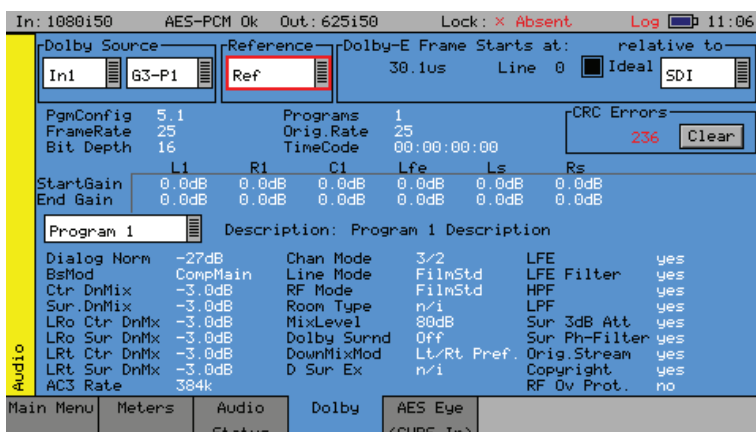 In: 1080i50 AES-PCM Ok Out: 625i50 Lock: × Absent Log 11:06
Dolby Source Reference Dolby-E Frame Starts at: relative to
In1 G3-P1 Ref 30.1us Line 0 Ideal SDI
PgmConfig 5.1 Programs 1 CRC Errors
FrameRate 25 Orig.Rate 25 236 Clear
Bit Depth 16 TimeCode 00:00:00:00
L1 R1 C1 Lfe Ls Rs
StartGain 0.0dB 0.0dB 0.0dB 0.0dB 0.0dB 0.0dB
End Gain 0.0dB 0.0dB 0.0dB 0.0dB 0.0dB 0.0dB
Program 1 Description: Program 1 Description
Dialog Norm -27dB Chan Mode 3/2 LFE yes
BsMod CompMain Line Mode FilmStd LFE Filter yes
Ctr DnMix -3.0dB RF Mode FilmStd HPF yes
Sur.DnMix -3.0dB Room Type n/i LPF yes
LRo Ctr DnMx -3.0dB MixLevel 80dB Sur 3dB Att yes
LRo Sur DnMx -3.0dB Dolby Surnd Off Sur Ph-Filter yes
LRt Ctr DnMx -3.0dB DownMixMod Lt/Rt Pref. Orig.Stream yes
LRt Sur DnMx -3.0dB D Sur Ex n/i Copyright yes
AC3 Rate 384k RF Ov Prot. no
Audio
Main Menu Meters Audio Dolby AES Eye
Status (CVBS In)